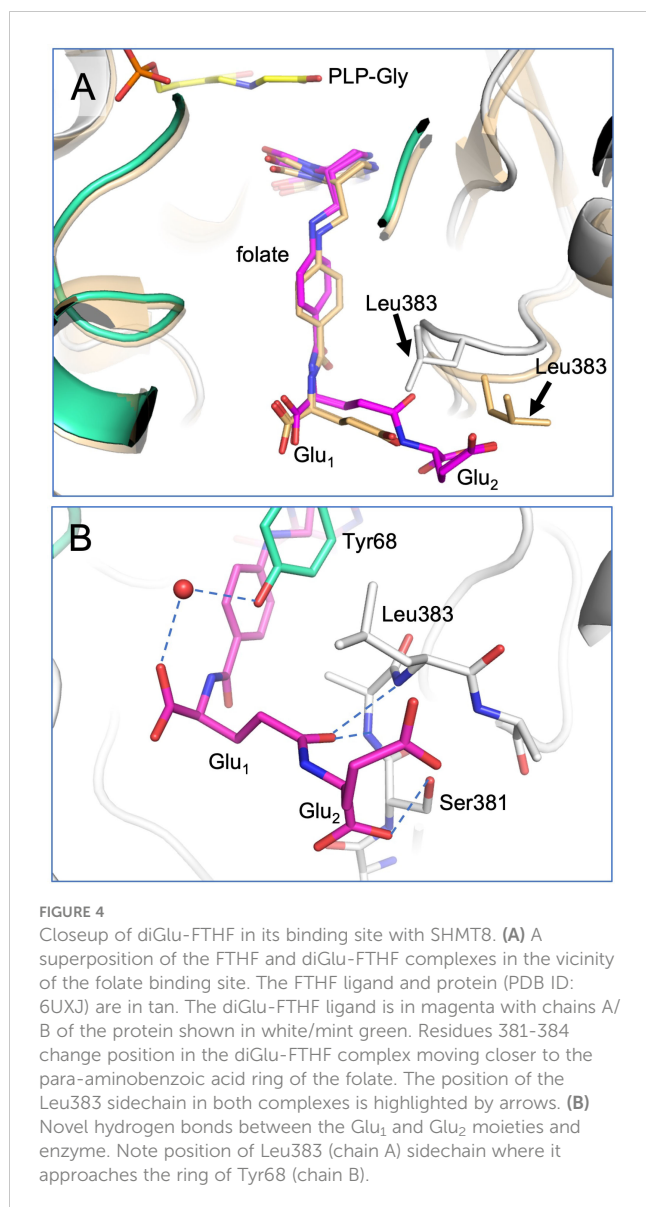 A
PLP-Gly
folate
Leu383
Leu383
Glu₁
Glu₂
B
Tyr68
Leu383
Glu₁
Glu₂
Ser381
FIGURE 4
Closeup of diGlu-FTHF in its binding site with SHMT8. (A) A
superposition of the FTHF and diGlu-FTHF complexes in the vicinity
of the folate binding site. The FTHF ligand and protein (PDB ID:
6UXJ) are in tan. The diGlu-FTHF ligand is in magenta with chains A/
B of the protein shown in white/mint green. Residues 381-384
change position in the diGlu-FTHF complex moving closer to the
para-aminobenzoic acid ring of the folate. The position of the
Leu383 sidechain in both complexes is highlighted by arrows. (B)
Novel hydrogen bonds between the Glu₁ and Glu₂ moieties and
enzyme. Note position of Leu383 (chain A) sidechain where it
approaches the ring of Tyr68 (chain B).